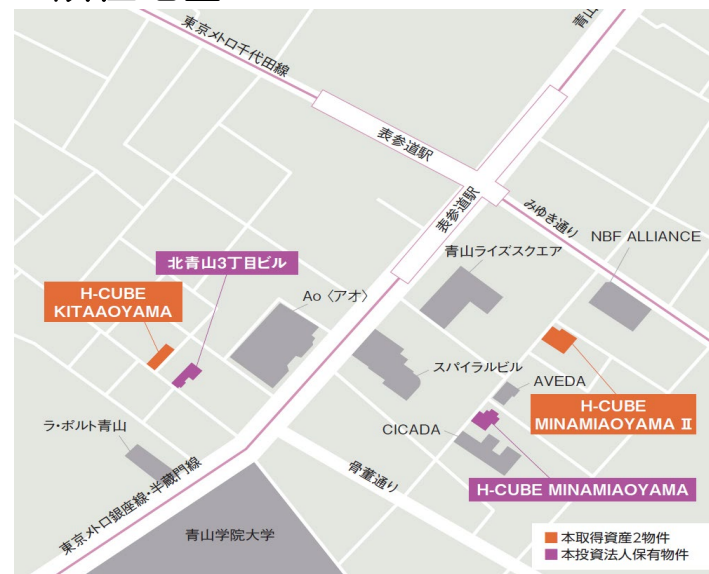 青山
東京メトロ千代田線
表参道駅
表参道駅
みゆき通り
NBF ALLIANCE
青山ライズスクエア
北青山3丁目ビル
H-CUBE
KITAAOYAMA
Ao〈アオ〉
スパイラルビル
AVEDA
H-CUBE
MINAMIAOYAMA Ⅱ
CICADA
ラ・ポルト青山
H-CUBE MINAMIAOYAMA
骨董通り
東京メトロ銀座線・半蔵門線
青山学院大学
本取得資産2物件
本投資法人保有物件